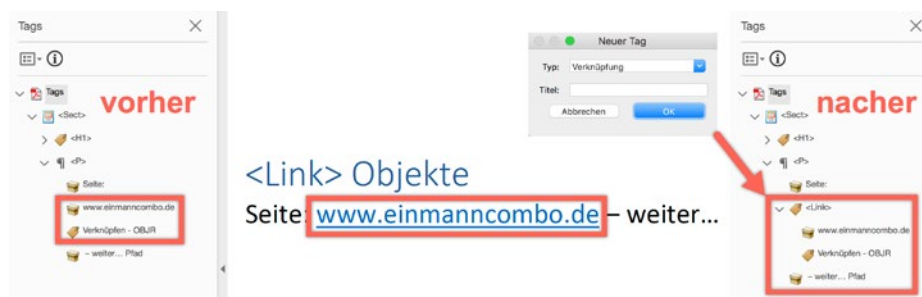 Tags
vorher
Tags
<Sect>
<H1>
<P>
Seite:
www.einmanncombo.de
Verknüpfen - OBJR
– weiter… Pfad
<Link> Objekte
Seite: www.einmanncombo.de – weiter…
Neuer Tag
Typ: Verknüpfung
Titel:
Abbrechen OK
Tags
nacher
Tags
<Sect>
<H1>
<P>
Seite:
<Link>
www.einmanncombo.de
Verknüpfen - OBJR
– weiter… Pfad